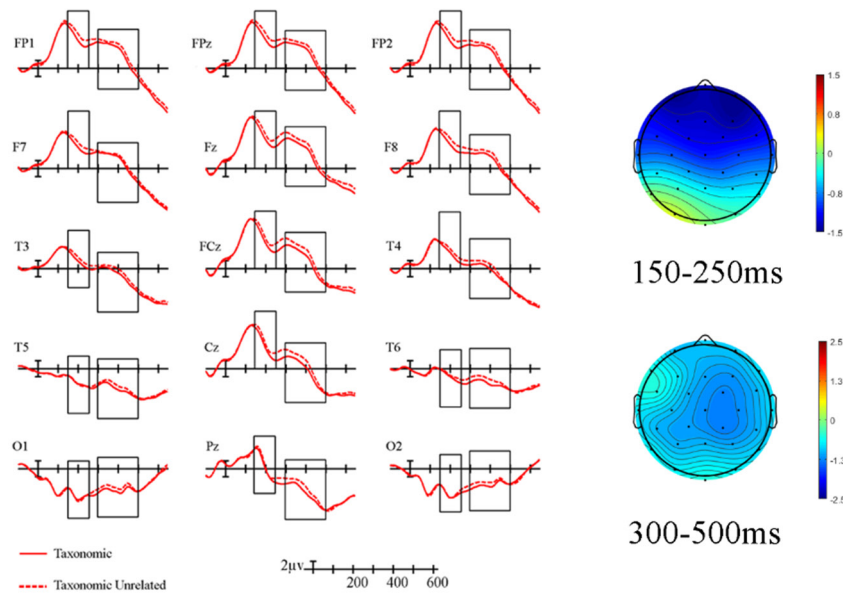 FP1 FPz FP2
F7 Fz F8
T3 FCz T4
T5 Cz T6
O1 Pz O2
Taxonomic
Taxonomic Unrelated
2μv
200 400 600
1.5
0.8
0
-0.8
-1.5
150-250ms
2.5
1.3
0
-1.3
-2.5
300-500ms